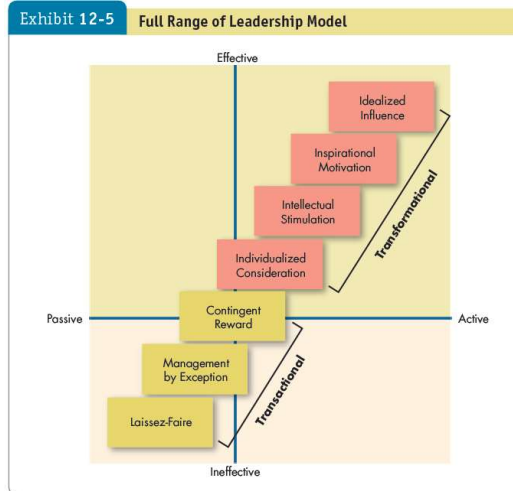 Exhibit 12-5 Full Range of Leadership Model
Effective
Idealized
Influence
Inspirational
Motivation
Intellectual
Stimulation
Transformational
Individualized
Consideration
Contingent
Reward
Passive
Active
Management
by Exception
Transactional
Laissez-Faire
Ineffective